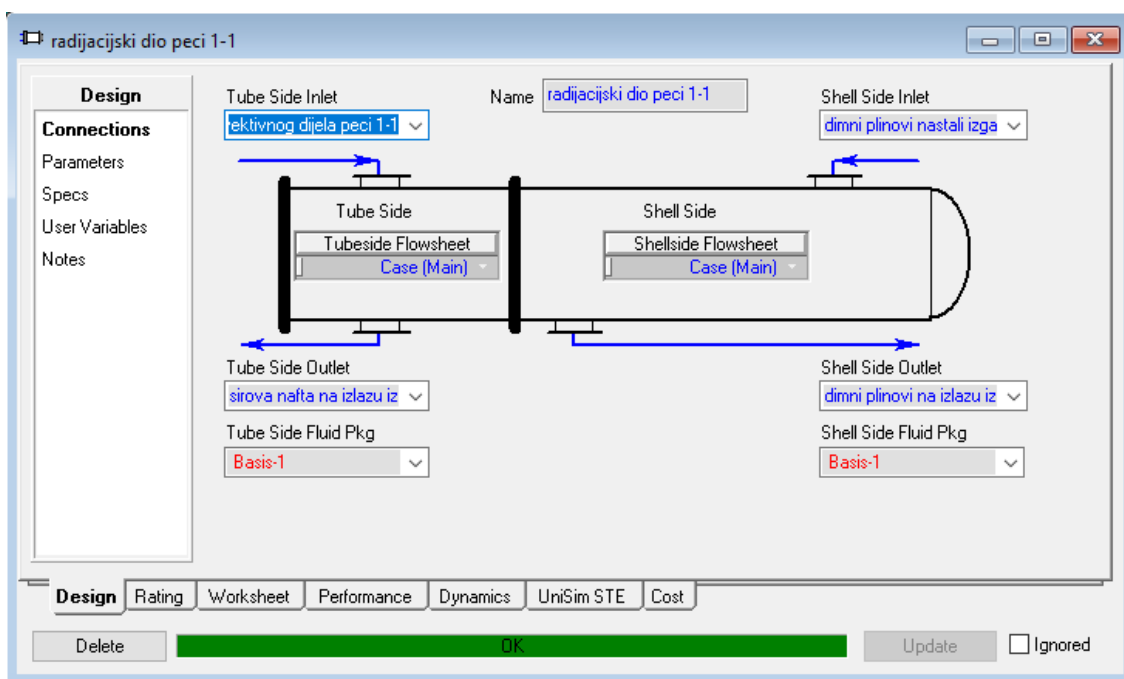 radijacijski dio peci 1-1
Design
Connections
Parameters
Specs
User Variables
Notes
Tube Side Inlet
ektivnog dijela peci 1-1
Name radijacijski dio peci 1-1
Shell Side Inlet
dimni plinovi nastali izga
Tube Side
Tubeside Flowsheet
Case (Main)
Shell Side
Shellside Flowsheet
Case (Main)
Tube Side Outlet
sirova nafta na izlazu iz
Shell Side Outlet
dimni plinovi na izlazu iz
Tube Side Fluid Pkg
Basis-1
Shell Side Fluid Pkg
Basis-1
Design Rating Worksheet Performance Dynamics UniSim STE Cost
Delete OK Update Ignored